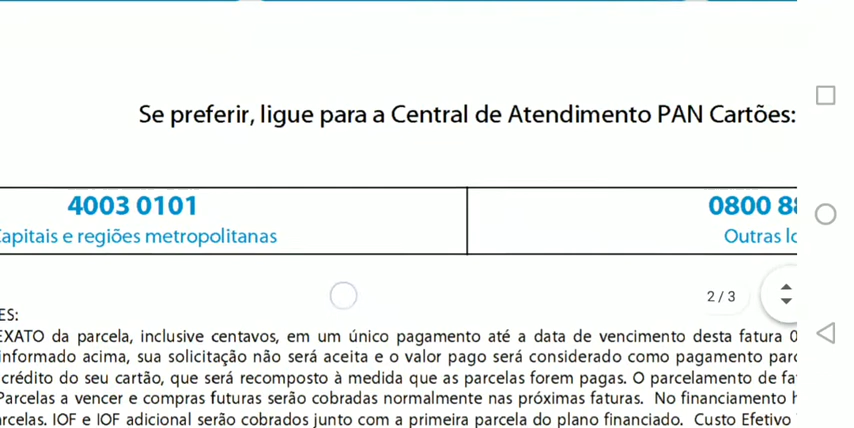 Se preferir, ligue para a Central de Atendimento PAN Cartões:
4003 0101
0800 8
apitais e regiões metropolitanas
Outras
2 / 3
ES:
EXATO da parcela, inclusive centavos, em um único pagamento até a data de vencimento desta fatura
informado acima, sua solicitação não será aceita e o valor pago será considerado como pagamento
crédito do seu cartão, que será recomposto à medida que as parcelas forem pagas. O parcelamento de
Parcelas a vencer e compras futuras serão cobradas normalmente nas próximas faturas. No financiamento
rcelas. IOF e IOF adicional serão cobrados junto com a primeira parcela do plano financiado. Custo Efetivo